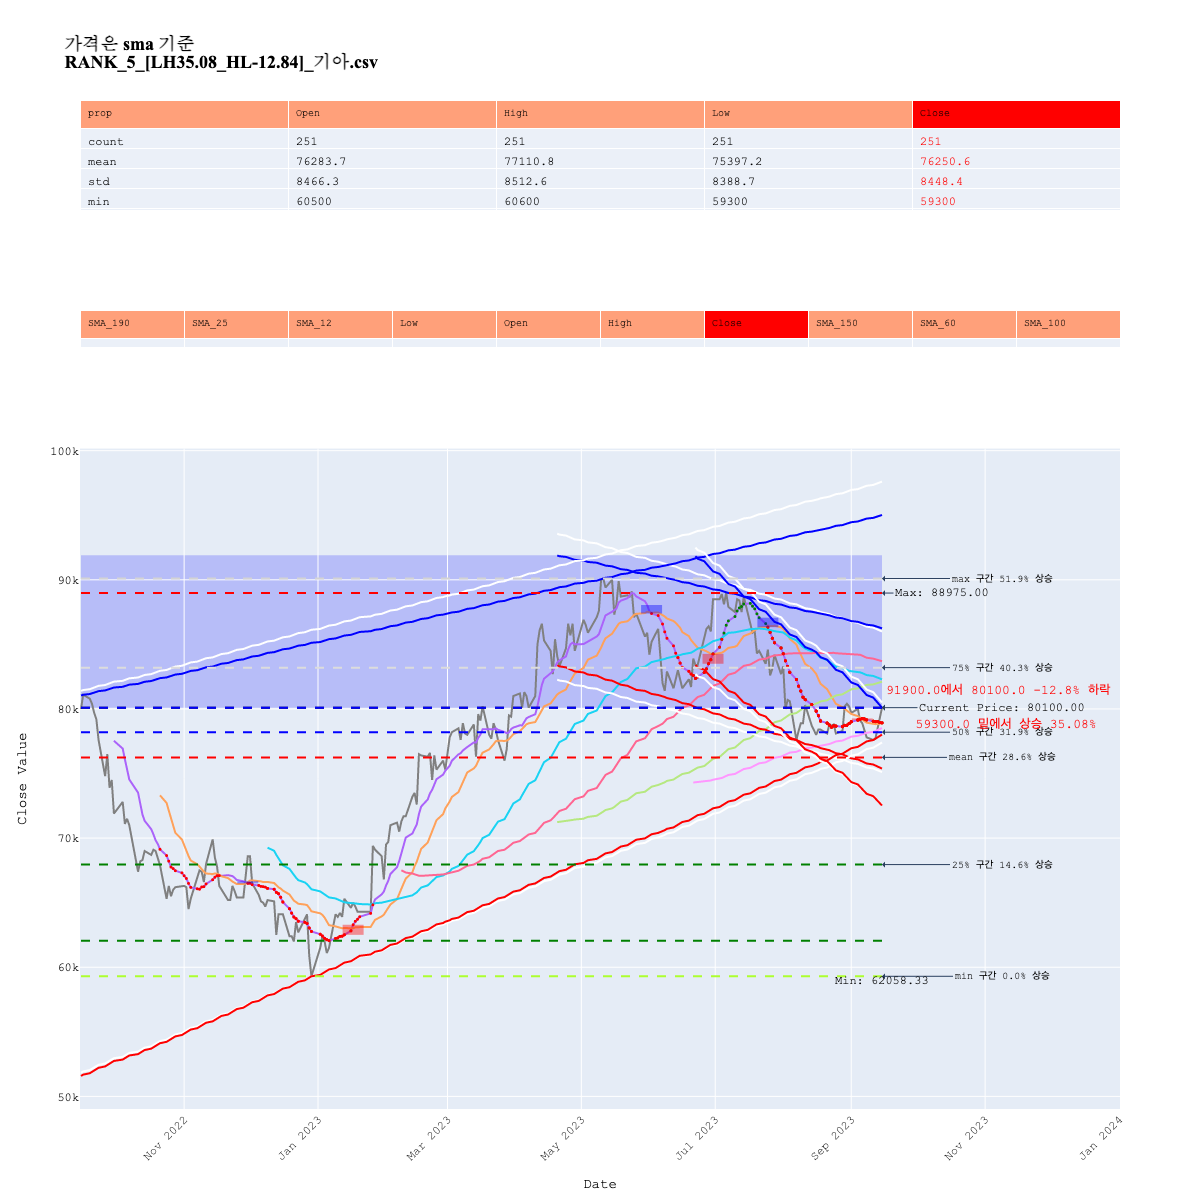 가격은 sma 기준
RANK_5_[LH35.08_HL-12.84]_기아.csv
prop Open High Low Close
count 251 251 251 251
mean 76283.7 77110.8 75397.2 76250.6
std 8466.3 8512.6 8388.7 8448.4
min 60500 60600 59300 59300
SMA_190 SMA_25 SMA_12 Low Open High Close SMA_150 SMA_60 SMA_100
100k
90k
80k
70k
60k
50k
Close Value
max 구간 51.9% 상승
Max: 88975.00
75% 구간 40.3% 상승
91900.0에서 80100.0 -12.8% 하락
Current Price: 80100.00
59300.0 밑에서 상승 35.08%
50% 구간 31.9% 상승
mean 구간 28.6% 상승
25% 구간 14.6% 상승
min 구간 0.0% 상승
Min: 62058.33
Nov 2022
Jan 2023
Mar 2023
May 2023
Jul 2023
Sep 2023
Nov 2023
Jan 2024
Date